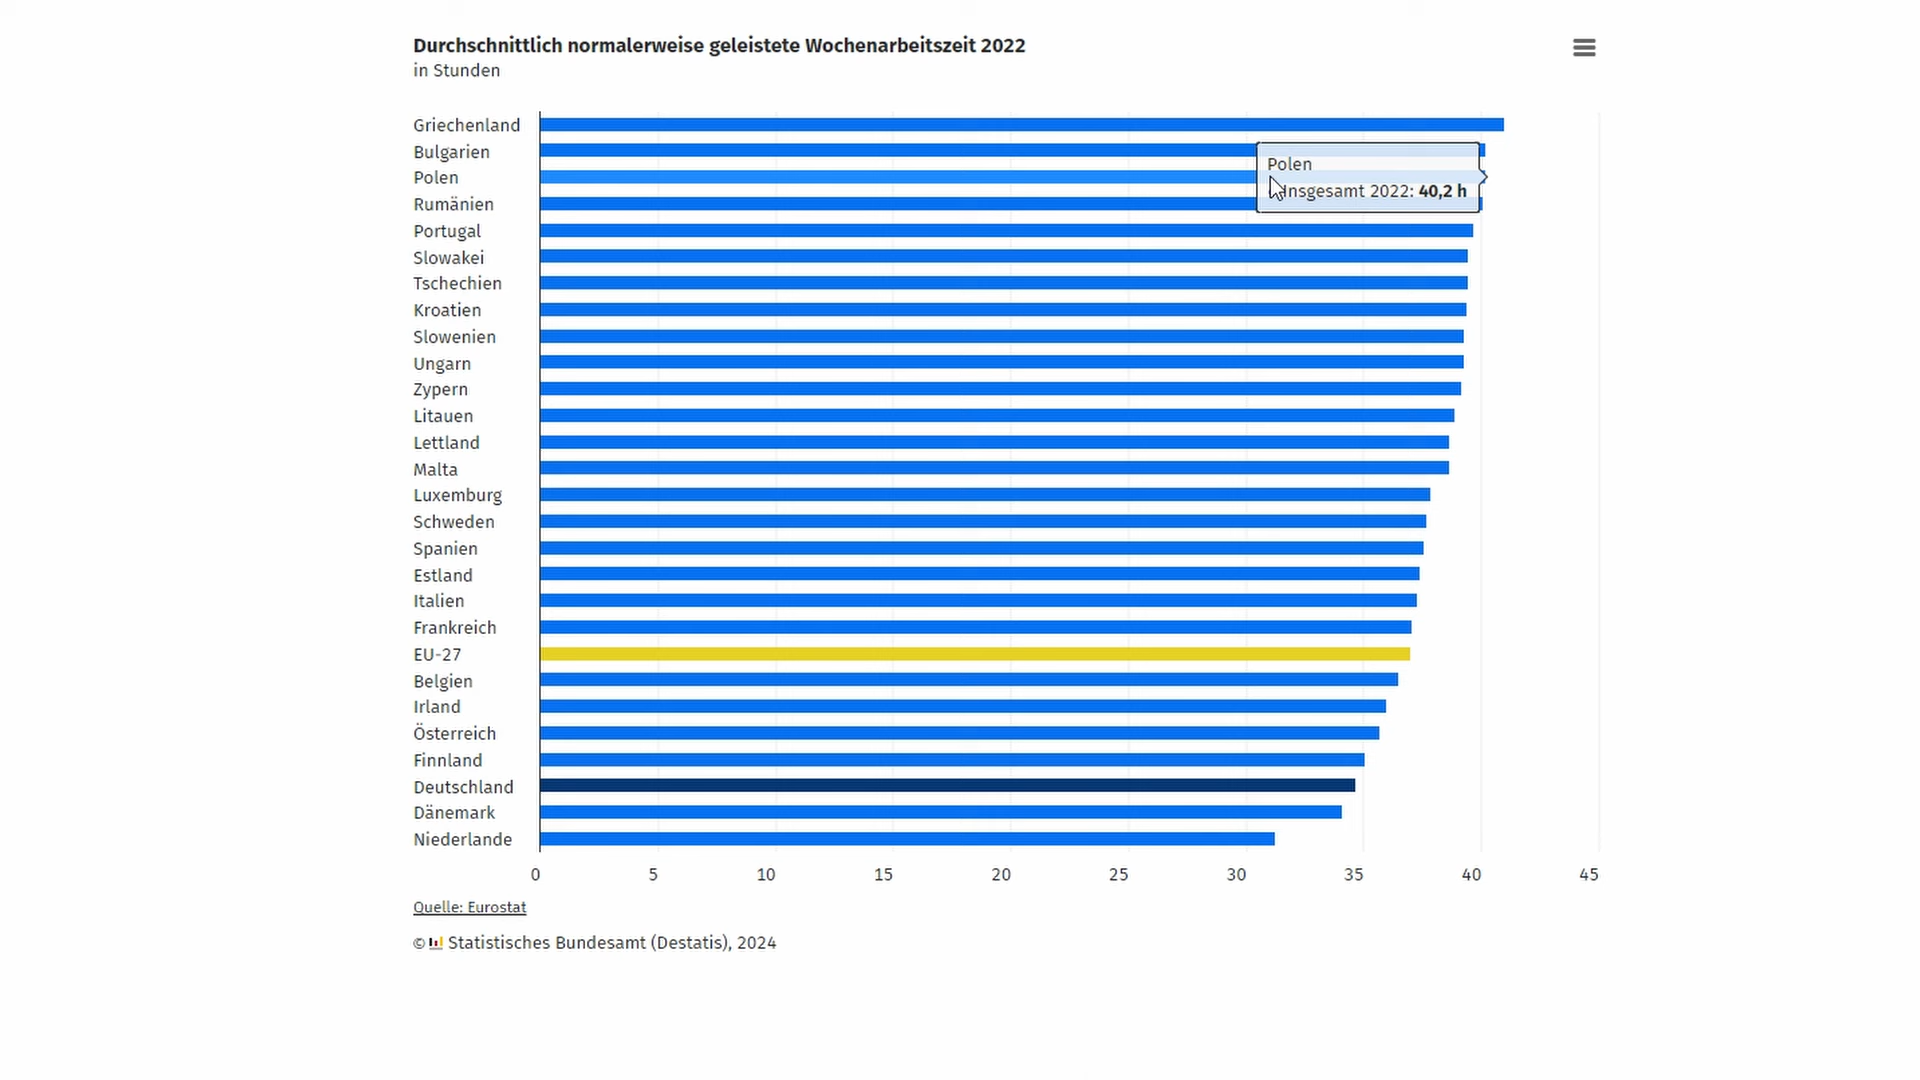 Durchschnittlich normalerweise geleistete Wochenarbeitszeit 2022
in Stunden
Griechenland
Bulgarien
Polen
Rumänien
Portugal
Slowakei
Tschechien
Kroatien
Slowenien
Ungarn
Zypern
Litauen
Lettland
Malta
Luxemburg
Schweden
Spanien
Estland
Italien
Frankreich
EU-27
Belgien
Irland
Österreich
Finnland
Deutschland
Dänemark
Niederlande
Polen
Insgesamt 2022: 40,2 h
0 5 10 15 20 25 30 35 40 45
Quelle: Eurostat
© Statistisches Bundesamt (Destatis), 2024